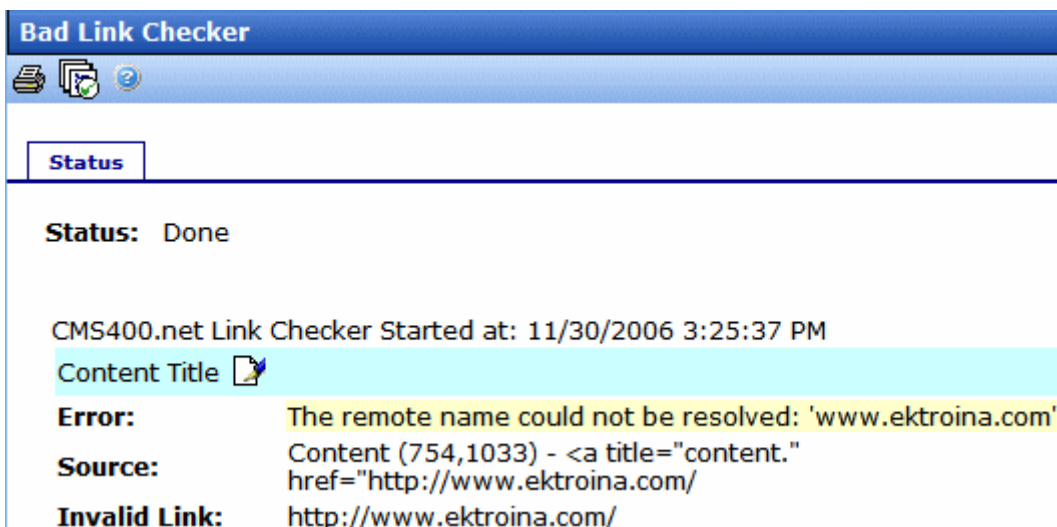 Bad Link Checker
Status
Status: Done
CMS400.net Link Checker Started at: 11/30/2006 3:25:37 PM
Content Title
Error: The remote name could not be resolved: 'www.ektroina.com'
Source: Content (754,1033) - <a title="content."
href="http://www.ektroina.com/
Invalid Link: http://www.ektroina.com/